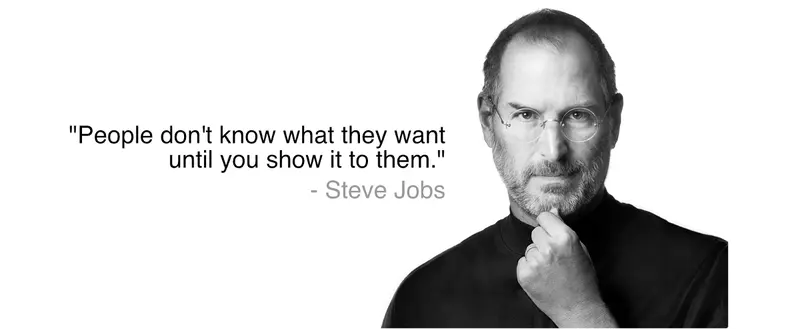 "People don't know what they want
until you show it to them."
- Steve Jobs